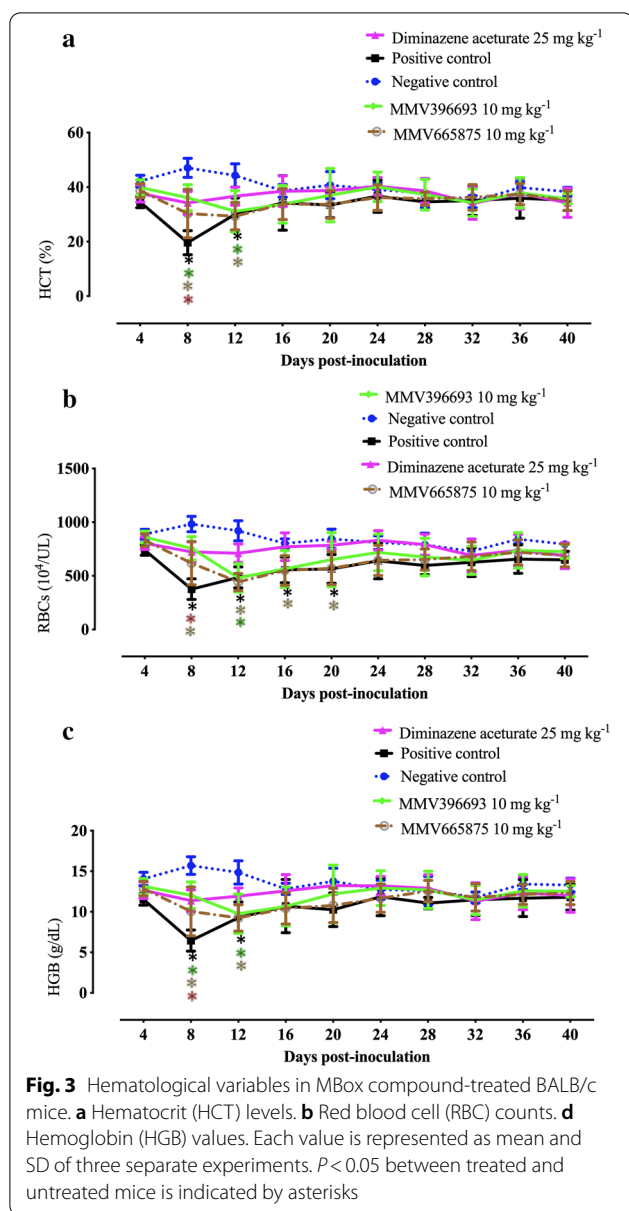 a
Diminazene aceturate 25 mg kg-1
Positive control
Negative control
MMV396693 10 mg kg-1
MMV665875 10 mg kg-1
HCT (%)
60
40
20
0
* *
* *
* *
*
4 8 12 16 20 24 28 32 36 40
Days post-inoculation
b
MMV396693 10 mg kg-1
Negative control
Positive control
Diminazene aceturate 25 mg kg-1
MMV665875 10 mg kg-1
RBCs (10⁴/UL)
1500
1000
500
0
* * * *
* * * *
* *
4 8 12 16 20 24 28 32 36 40
Days post-inoculation
c
Diminazene aceturate 25 mg kg-1
Positive control
Negative control
MMV396693 10 mg kg-1
MMV665875 10 mg kg-1
HGB (g/dL)
20
15
10
5
0
* *
* *
* *
*
4 8 12 16 20 24 28 32 36 40
Days post-inoculation
Fig. 3 Hematological variables in MBox compound-treated BALB/c
mice. a Hematocrit (HCT) levels. b Red blood cell (RBC) counts. d
Hemoglobin (HGB) values. Each value is represented as mean and
SD of three separate experiments. P < 0.05 between treated and
untreated mice is indicated by asterisks